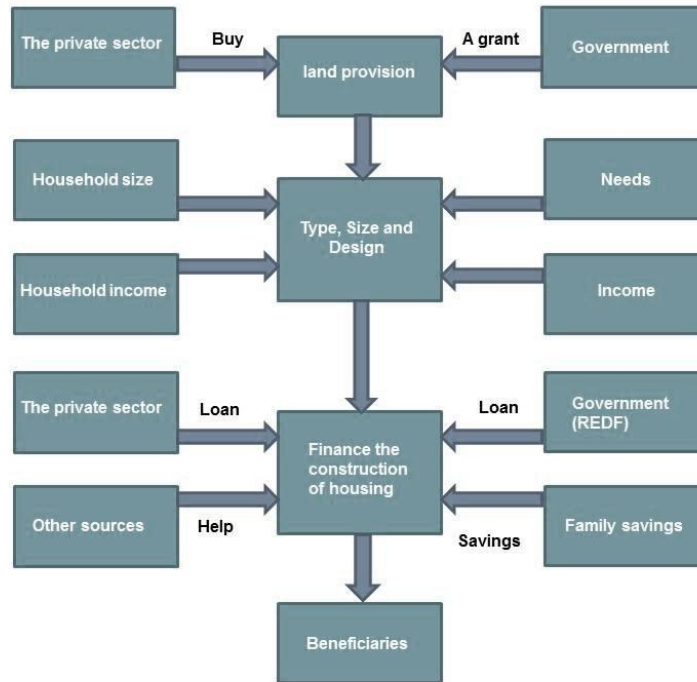 The private sector
Buy
land provision
A grant
Government
Household size
Type, Size and
Design
Needs
Household income
Income
The private sector
Loan
Finance the
construction
of housing
Loan
Government
(REDF)
Other sources
Help
Savings
Family savings
Beneficiaries